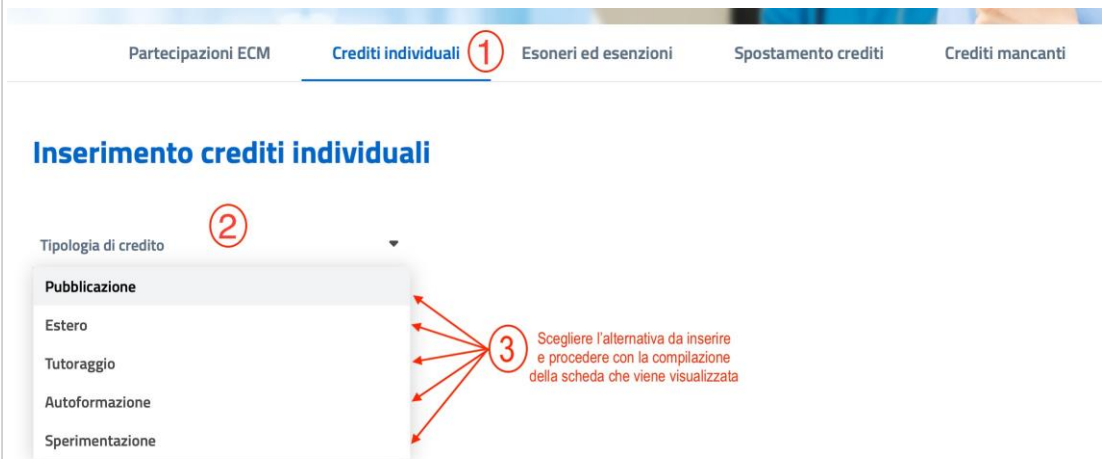 Partecipazioni ECM
Crediti individuali
1
Esoneri ed esenzioni
Spostamento crediti
Crediti mancanti
Inserimento crediti individuali
2
Tipologia di credito
Pubblicazione
Estero
Tutoraggio
Autoformazione
Sperimentazione
3
Scegliere l'alternativa da inserire
e procedere con la compilazione
della scheda che viene visualizzata